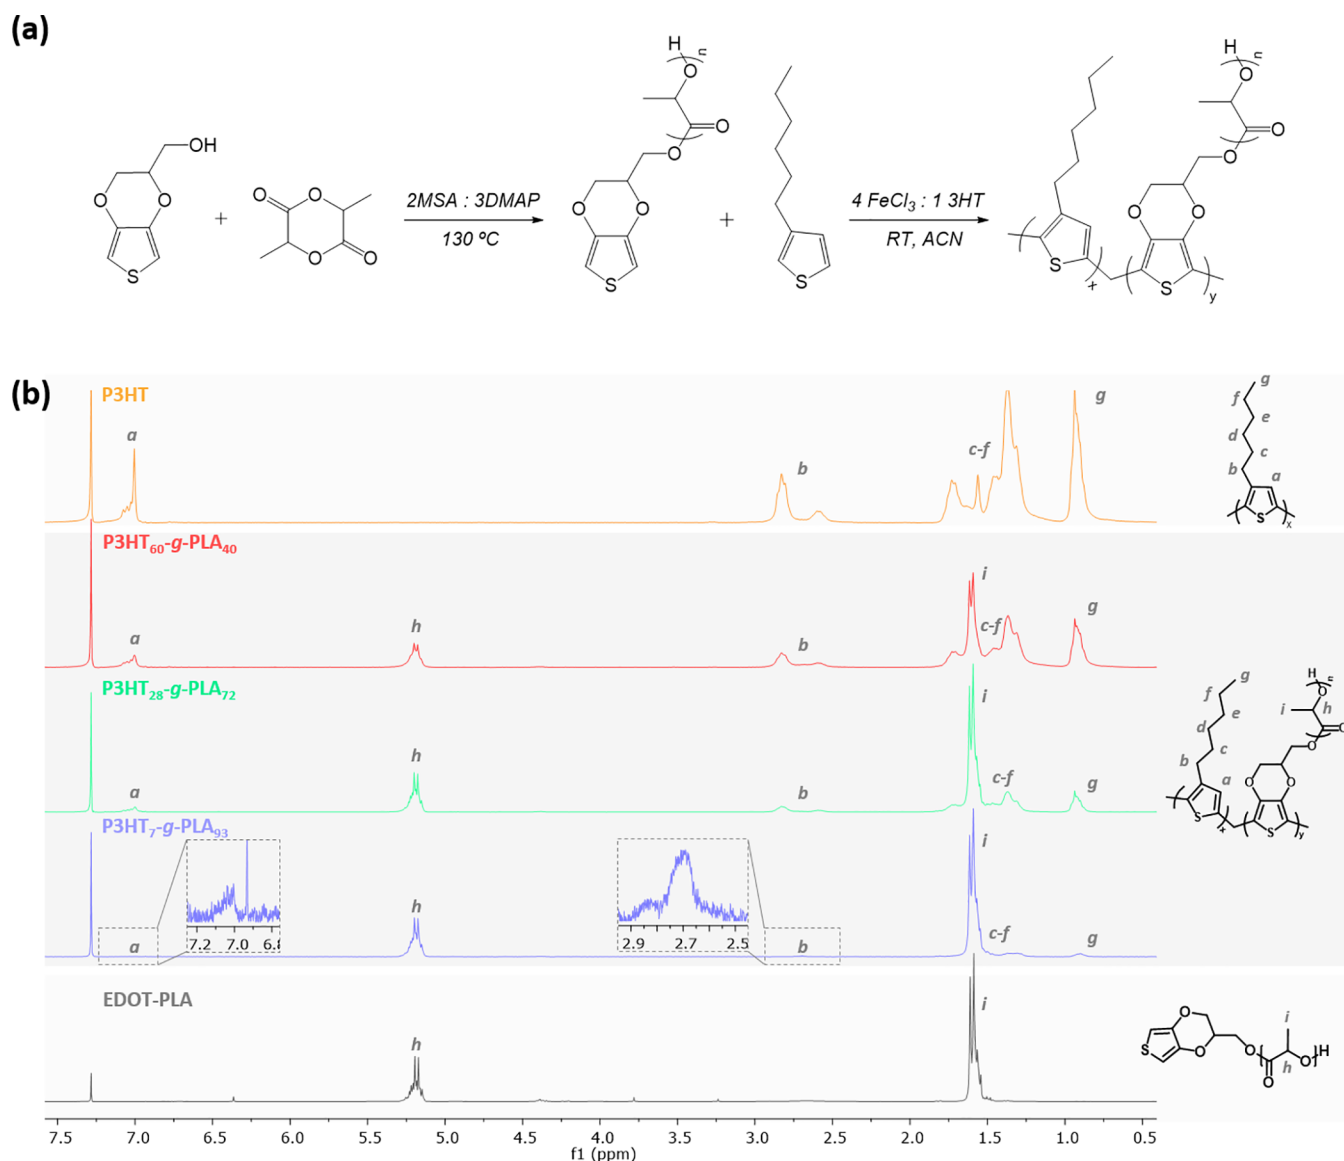 (a)
H
n
O
O
O
OH
O
O
S
+
O
O
O
O
2MSA : 3DMAP
130 ºC
O
O
S
+
S
4 FeCl3 : 1 3HT
RT, ACN
H
n
O
O
O
O
O
S
x
S
y
(b)
P3HT
a
b
c-f
g
g
f
e
d
c
b
a
S
x
P3HT60-g-PLA40
a
h
b
i
c-f
g
P3HT28-g-PLA72
a
h
b
i
c-f
g
H
n
O
g
f
i
h
e
d
O
c
O
b
a
O
O
S
x
S
y
P3HT7-g-PLA93
7.2 7.0 6.8
2.9 2.7 2.5
a
h
b
i
c-f
g
EDOT-PLA
h
i
O
i
S
O
O
O
H
h
O
7.5 7.0 6.5 6.0 5.5 5.0 4.5 4.0 3.5 3.0 2.5 2.0 1.5 1.0 0.5
f1 (ppm)